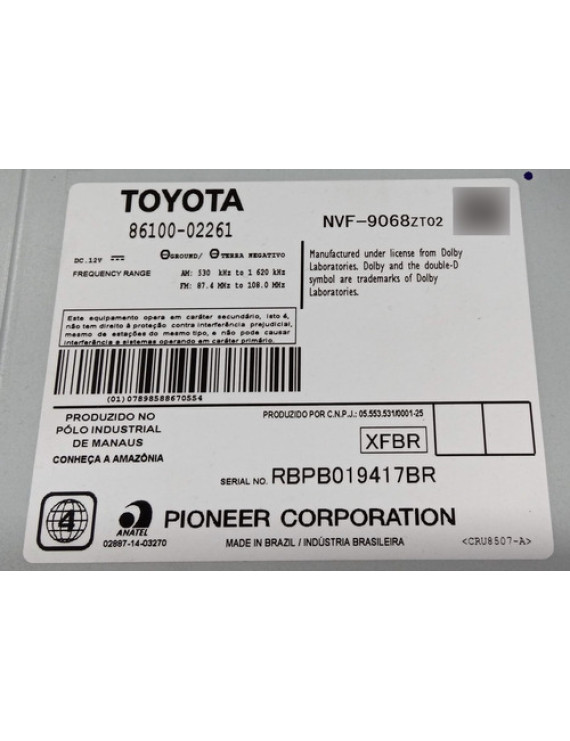 TOYOTA
86100-02261
NVF-9068ZT02
DC.12V
GROUND/ TERRA NEGATIVO
FREQUENCY RANGE
AM: 530 kHz to 1 620 kHz
FM: 87.4 MHz to 108.0 MHz
Manufactured under license from Dolby
Laboratories. Dolby and the double-D
symbol are trademarks of Dolby
Laboratories.
Este equipamento opera em caráter secundário, isto é,
não tem direito à proteção contra interferência prejudicial,
mesmo de estações do mesmo tipo, e não pode causar
interferência a sistemas operando em caráter primário.
(01)07898588670554
PRODUZIDO NO
PÓLO INDUSTRIAL
DE MANAUS
CONHEÇA A AMAZÔNIA
PRODUZIDO POR C.N.P.J.: 05.553.531/0001-25
XFBR
SERIAL NO. RBPB019417BR
4
ANATEL
02887-14-03270
PIONEER CORPORATION
MADE IN BRAZIL / INDÚSTRIA BRASILEIRA
<CRU8507-A>